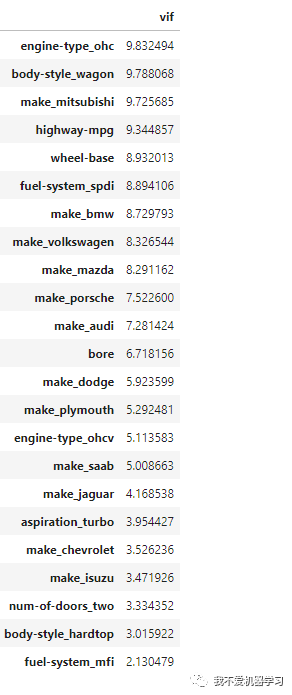 vif
engine-type_ohc 9.832494
body-style_wagon 9.788068
make_mitsubishi 9.725685
highway-mpg 9.344857
wheel-base 8.932013
fuel-system_spdi 8.894106
make_bmw 8.729793
make_volkswagen 8.326544
make_mazda 8.291162
make_porsche 7.522600
make_audi 7.281424
bore 6.718156
make_dodge 5.923599
make_plymouth 5.292481
engine-type_ohcv 5.113583
make_saab 5.008663
make_jaguar 4.168538
aspiration_turbo 3.954427
make_chevrolet 3.526236
make_isuzu 3.471926
num-of-doors_two 3.334352
body-style_hardtop 3.015922
fuel-system_mfi 2.130479
我不爱机器学习